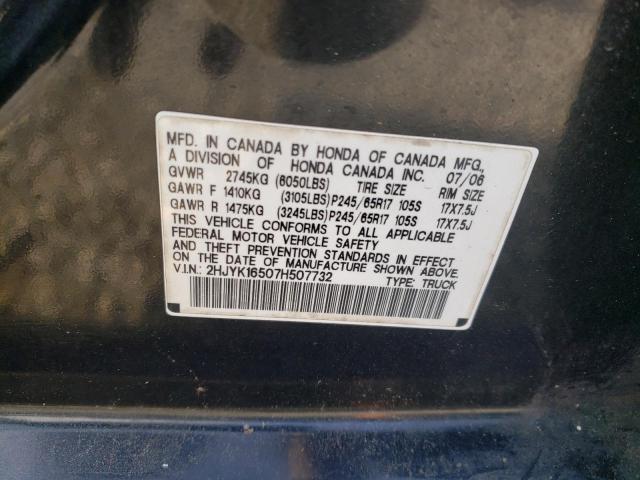 MFD. IN CANADA BY HONDA OF CANADA MFG.,
A DIVISION OF HONDA CANADA INC. 07/06
GVWR 2745KG (6050LBS) TIRE SIZE RIM SIZE
GAWR F 1410KG (3105LBS) P245/65R17 105S 17X7.5J
GAWR R 1475KG (3245LBS) P245/65R17 105S 17X7.5J
THIS VEHICLE CONFORMS TO ALL APPLICABLE
FEDERAL MOTOR VEHICLE SAFETY
AND THEFT PREVENTION STANDARDS IN EFFECT
ON THE DATE OF MANUFACTURE SHOWN ABOVE.
V.I.N.: 2HJYK16507H507732 TYPE: TRUCK